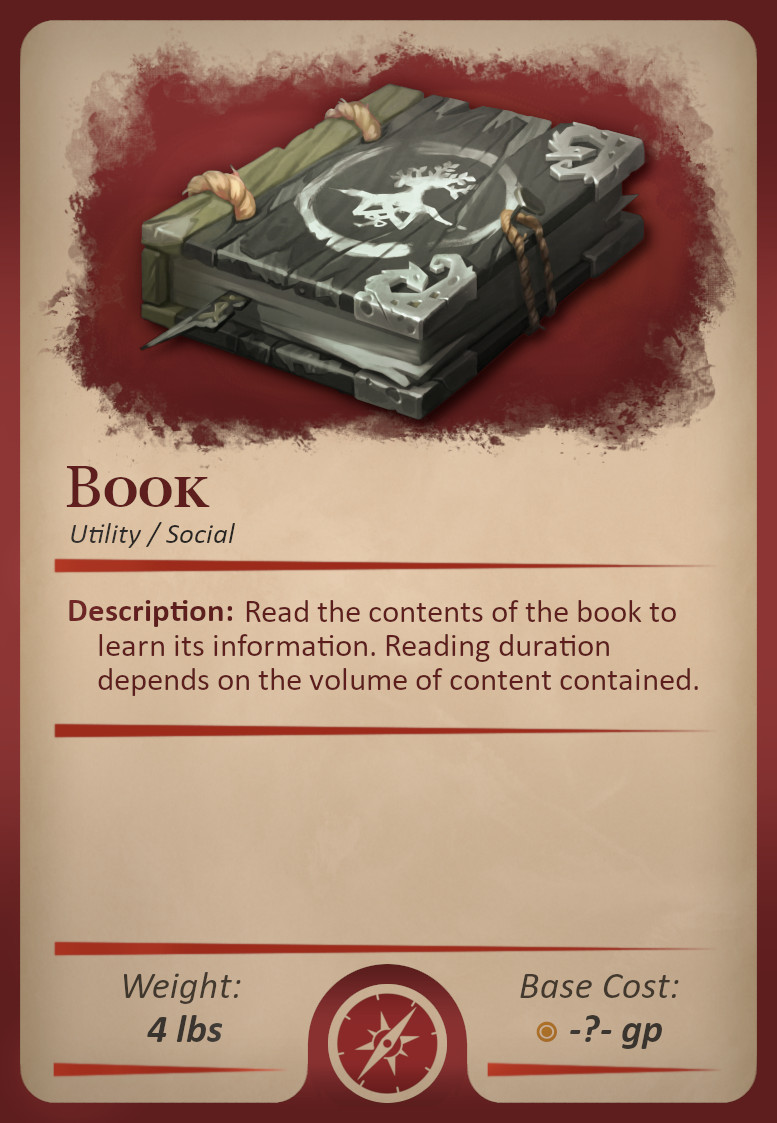 Book
Utility / Social
Description: Read the contents of the book to
learn its information. Reading duration
depends on the volume of content contained.
Weight:
4 lbs
Base Cost:
-?- gp